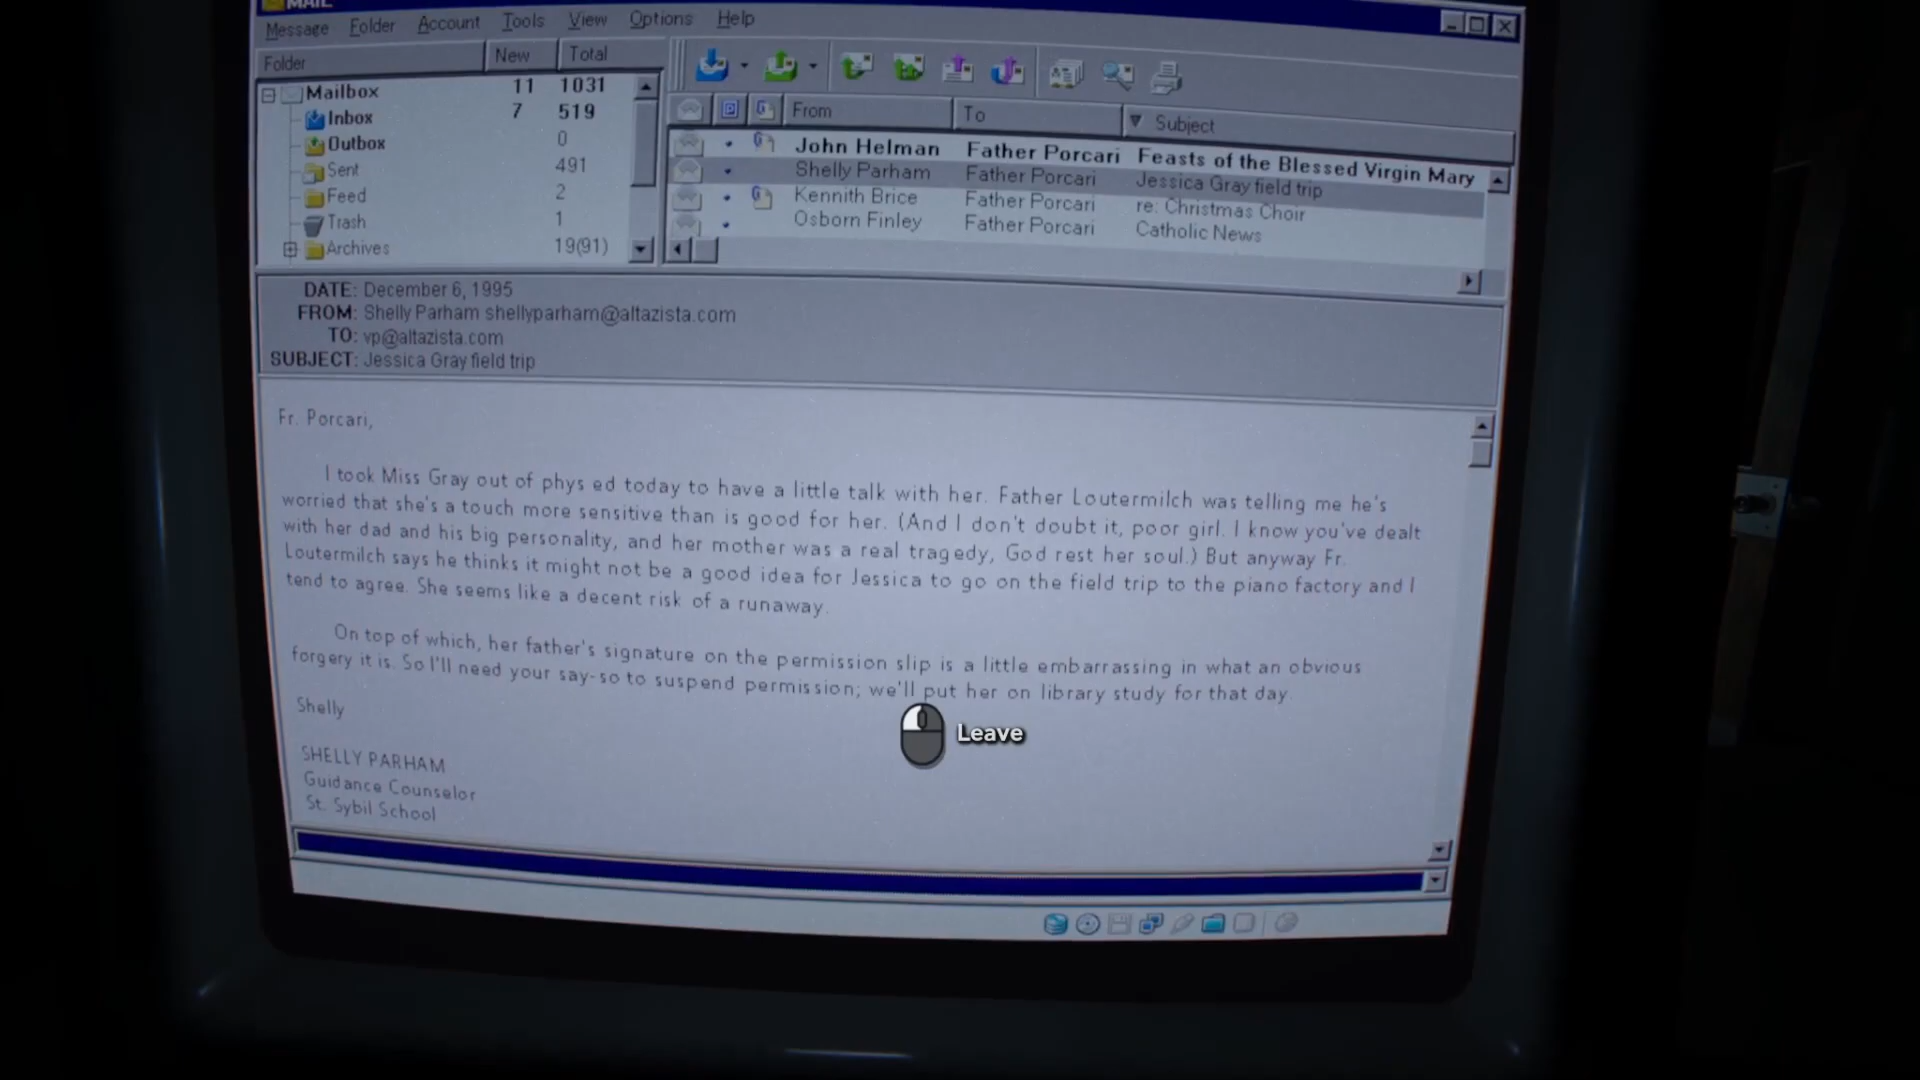 MAIL
Message Folder Account Tools View Options Help
Folder New Total
Mailbox 11 1031
Inbox 7 519
Outbox 0
Sent 491
Feed 2
Trash 1
Archives 19(91)
From To Subject
John Helman Father Porcari Feasts of the Blessed Virgin Mary
Shelly Parham Father Porcari Jessica Gray field trip
Kennith Brice Father Porcari re: Christmas Choir
Osborn Finley Father Porcari Catholic News
DATE: December 6, 1995
FROM: Shelly Parham shellyparham@altazista.com
TO: vp@altazista.com
SUBJECT: Jessica Gray field trip
Fr. Porcari,
I took Miss Gray out of phys ed today to have a little talk with her. Father Loutermilch was telling me he's
worried that she's a touch more sensitive than is good for her. (And I don't doubt it, poor girl. I know you've dealt
with her dad and his big personality, and her mother was a real tragedy, God rest her soul.) But anyway Fr.
Loutermilch says he thinks it might not be a good idea for Jessica to go on the field trip to the piano factory and I
tend to agree. She seems like a decent risk of a runaway.
On top of which, her father's signature on the permission slip is a little embarrassing in what an obvious
forgery it is. So I'll need your say-so to suspend permission; we'll put her on library study for that day.
Shelly
Leave
SHELLY PARHAM
Guidance Counselor
St. Sybil School